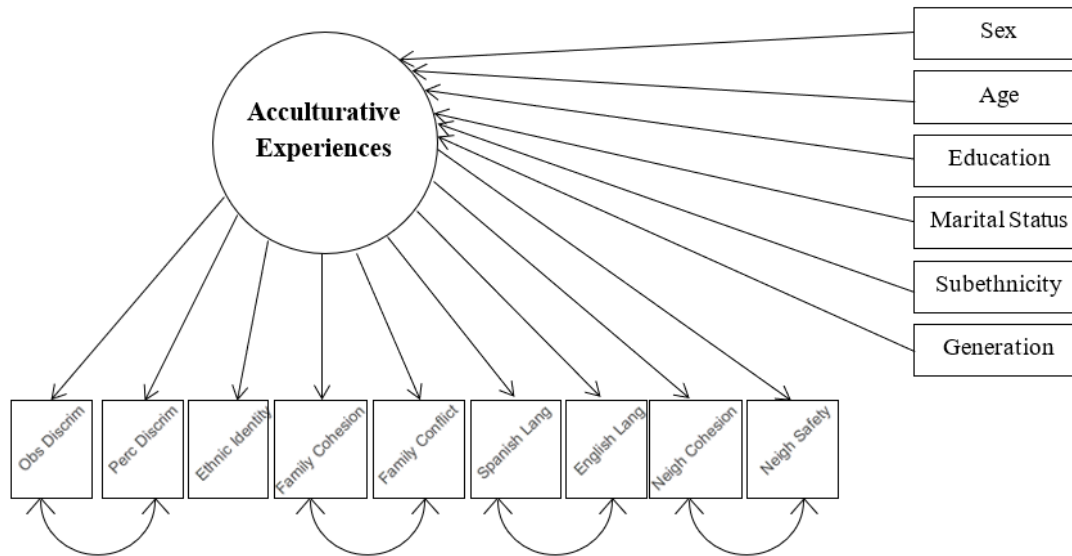 Sex
Acculturative
Experiences
Age
Education
Marital Status
Subethnicity
Generation
Obs Discrim
Perc Discrim
Ethnic Identity
Family Cohesion
Family Conflict
Spanish Lang
English Lang
Neigh Cohesion
Neigh Safety